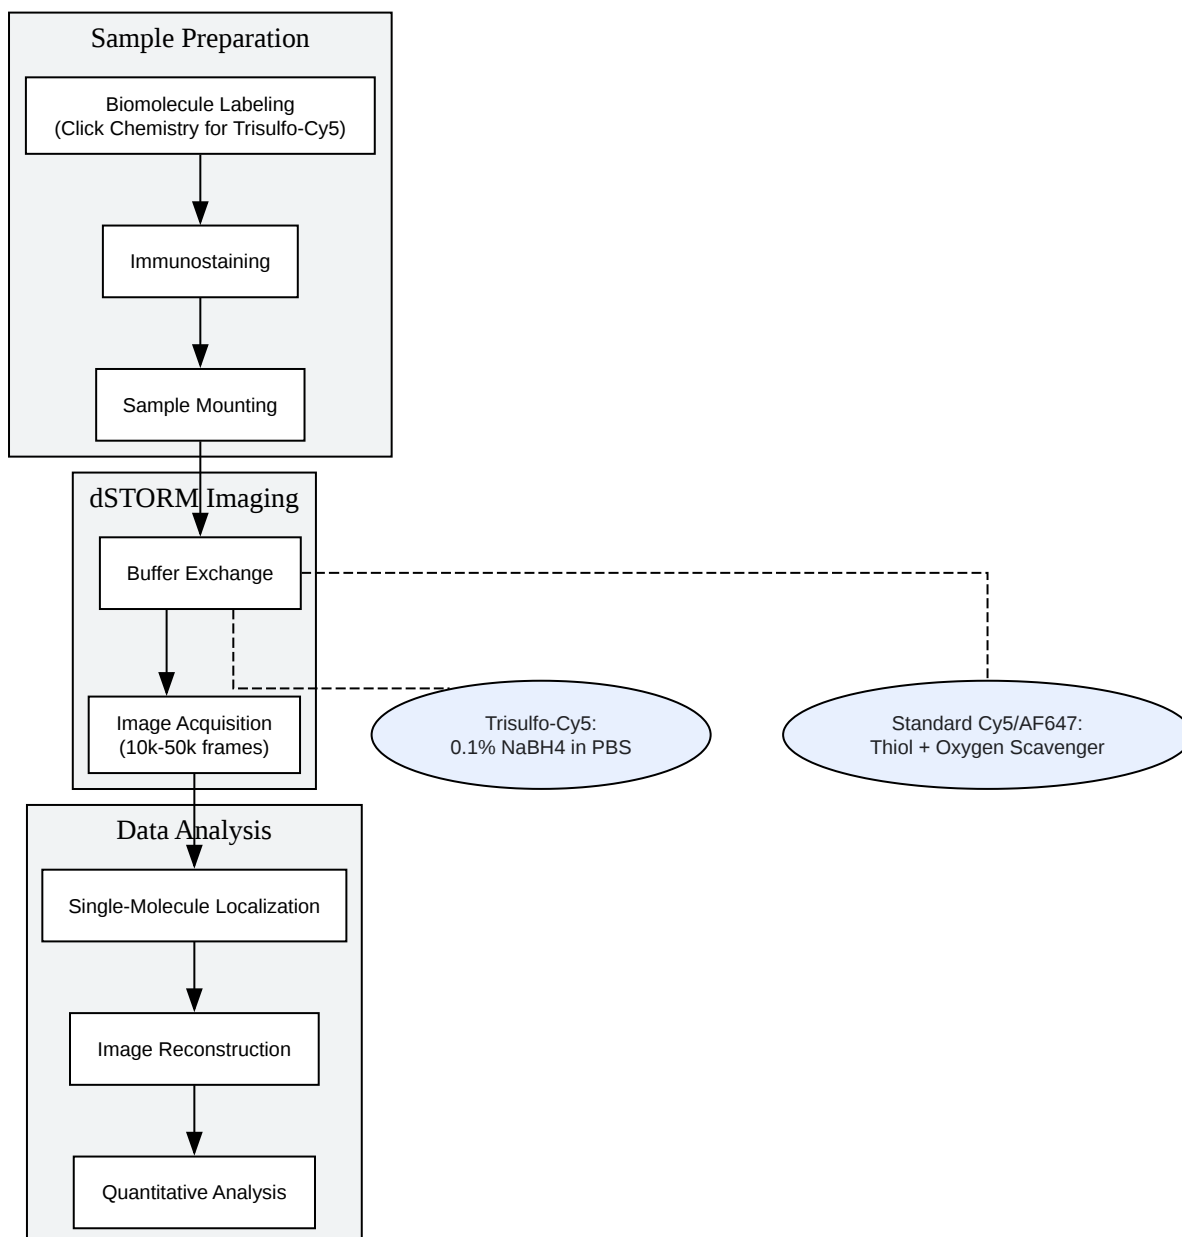 Sample Preparation
Biomolecule Labeling
(Click Chemistry for Trisulfo-Cy5)
Immunostaining
Sample Mounting
dSTORM Imaging
Buffer Exchange
Image Acquisition
(10k-50k frames)
Trisulfo-Cy5:
0.1% NaBH4 in PBS
Standard Cy5/AF647:
Thiol + Oxygen Scavenger
Data Analysis
Single-Molecule Localization
Image Reconstruction
Quantitative Analysis